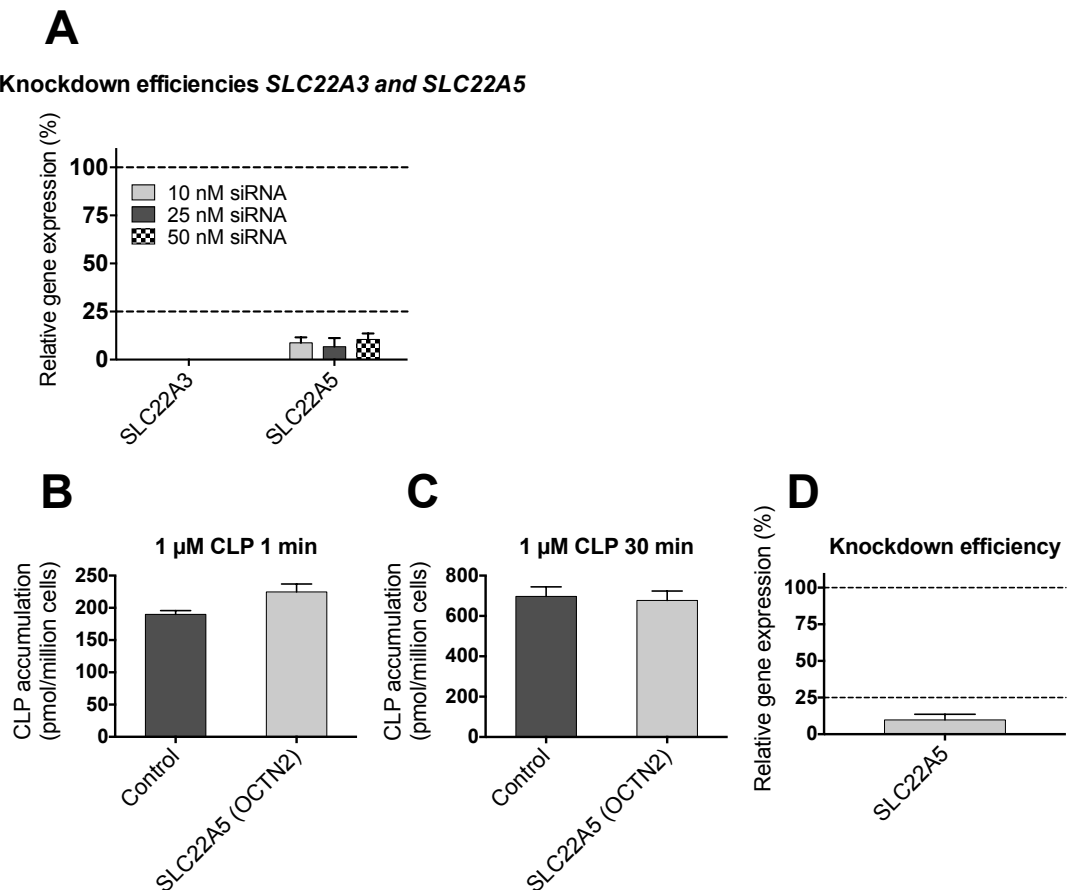 A
Knockdown efficiencies SLC22A3 and SLC22A5
Relative gene expression (%)
100
75
50
25
0
10 nM siRNA
25 nM siRNA
50 nM siRNA
SLC22A3
SLC22A5
B
1 µM CLP 1 min
CLP accumulation
(pmol/million cells)
250
200
150
100
50
0
Control
SLC22A5 (OCTN2)
C
1 µM CLP 30 min
CLP accumulation
(pmol/million cells)
800
600
400
200
0
Control
SLC22A5 (OCTN2)
D
Knockdown efficiency
Relative gene expression (%)
100
75
50
25
0
SLC22A5